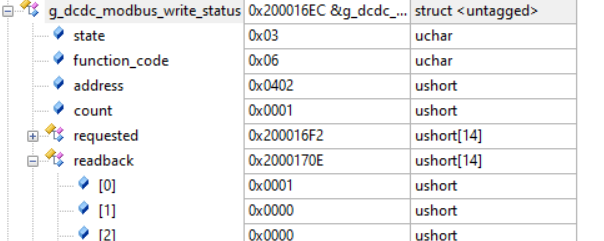 g_dcdc_modbus_write_status 0x200016EC &g_dcdc_... struct <untagged>
state 0x03 uchar
function_code 0x06 uchar
address 0x0402 ushort
count 0x0001 ushort
requested 0x200016F2 ushort[14]
readback 0x2000170E ushort[14]
[0] 0x0001 ushort
[1] 0x0000 ushort
[2] 0x0000 ushort